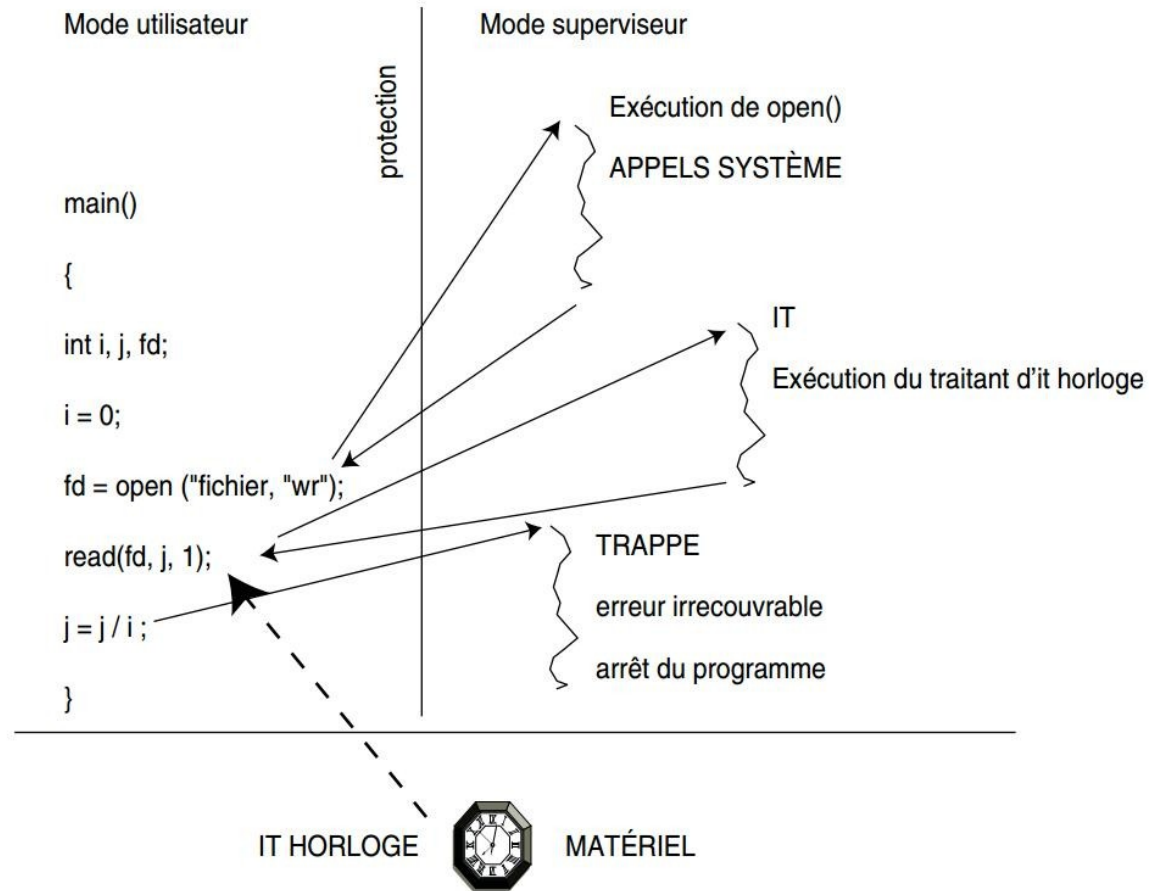 Mode utilisateur
Mode superviseur
protection
Exécution de open()
APPELS SYSTÈME
main()
{
int i, j, fd;
i = 0;
fd = open ("fichier, "wr");
read(fd, j, 1);
j = j / i ;
}
IT
Exécution du traitant d'it horloge
TRAPPE
erreur irrecouvrable
arrêt du programme
IT HORLOGE
MATÉRIEL